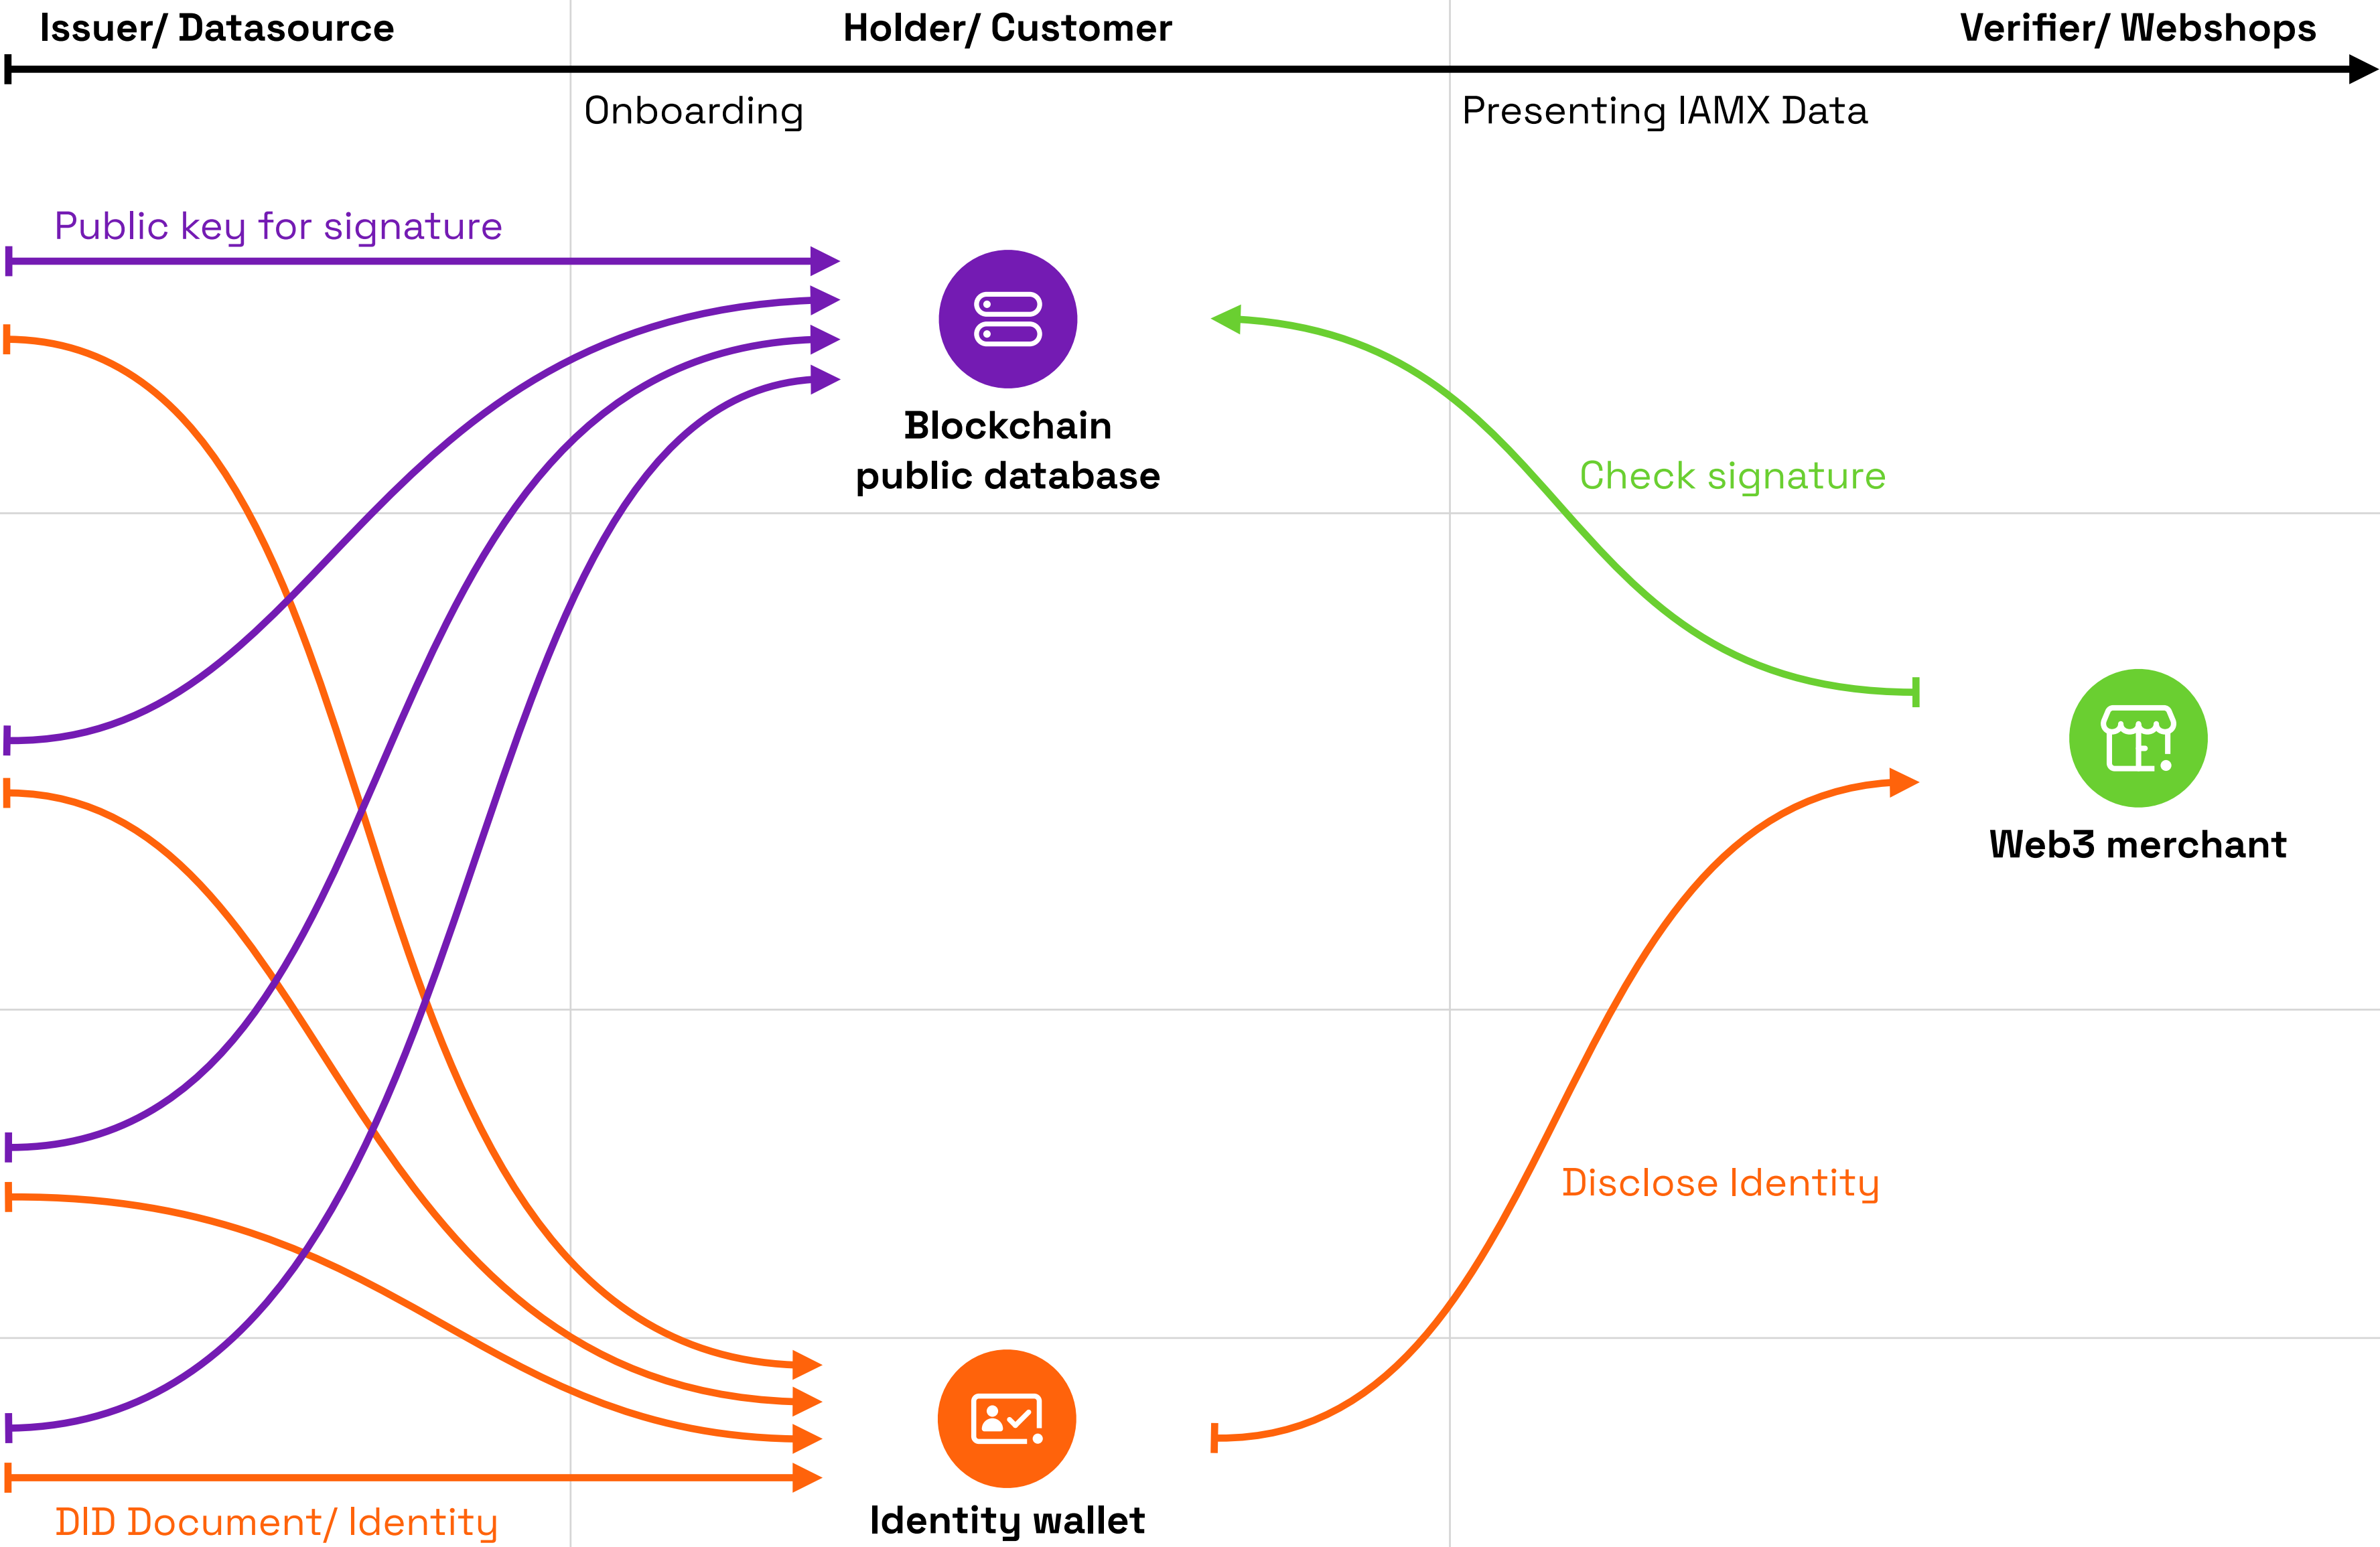 Issuer/ Datasource
Holder/ Customer
Verifier/ Webshops
Onboarding
Presenting IAMX Data
Public key for signature
Blockchain
public database
Check signature
Web3 merchant
Disclose Identity
Identity wallet
DID Document/ Identity